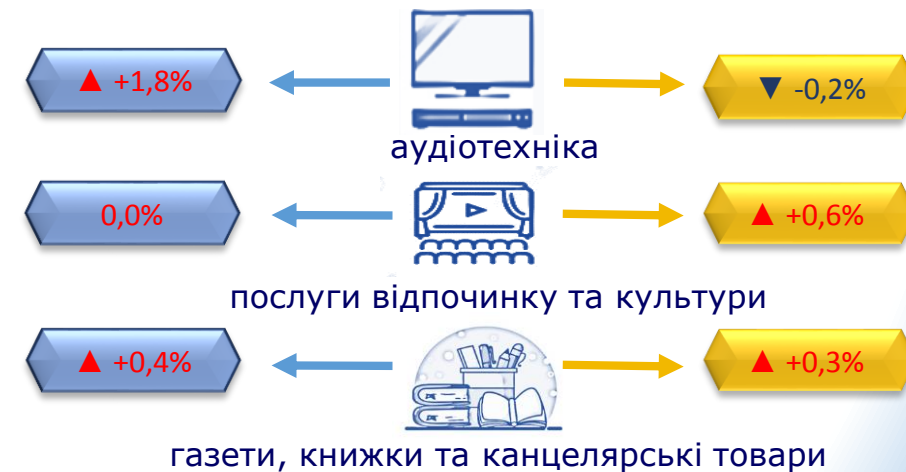 ▲ +1,8% ▼ -0,2%
аудіотехніка
0,0% ▲ +0,6%
послуги відпочинку та культури
▲ +0,4% ▲ +0,3%
газети, книжки та канцелярські товари